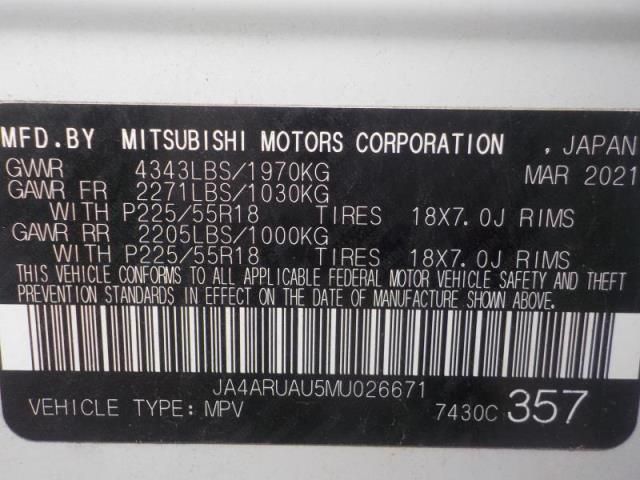 MFD.BY MITSUBISHI MOTORS CORPORATION , JAPAN
GVWR 4343LBS/1970KG MAR 2021
GAWR FR 2271LBS/1030KG
WITH P225/55R18 TIRES 18X7.0J RIMS
GAWR RR 2205LBS/1000KG
WITH P225/55R18 TIRES 18X7.0J RIMS
THIS VEHICLE CONFORMS TO ALL APPLICABLE FEDERAL MOTOR VEHICLE SAFETY AND THEFT
PREVENTION STANDARDS IN EFFECT ON THE DATE OF MANUFACTURE SHOWN ABOVE.
JA4ARUAU5MU026671
VEHICLE TYPE: MPV 7430C 357